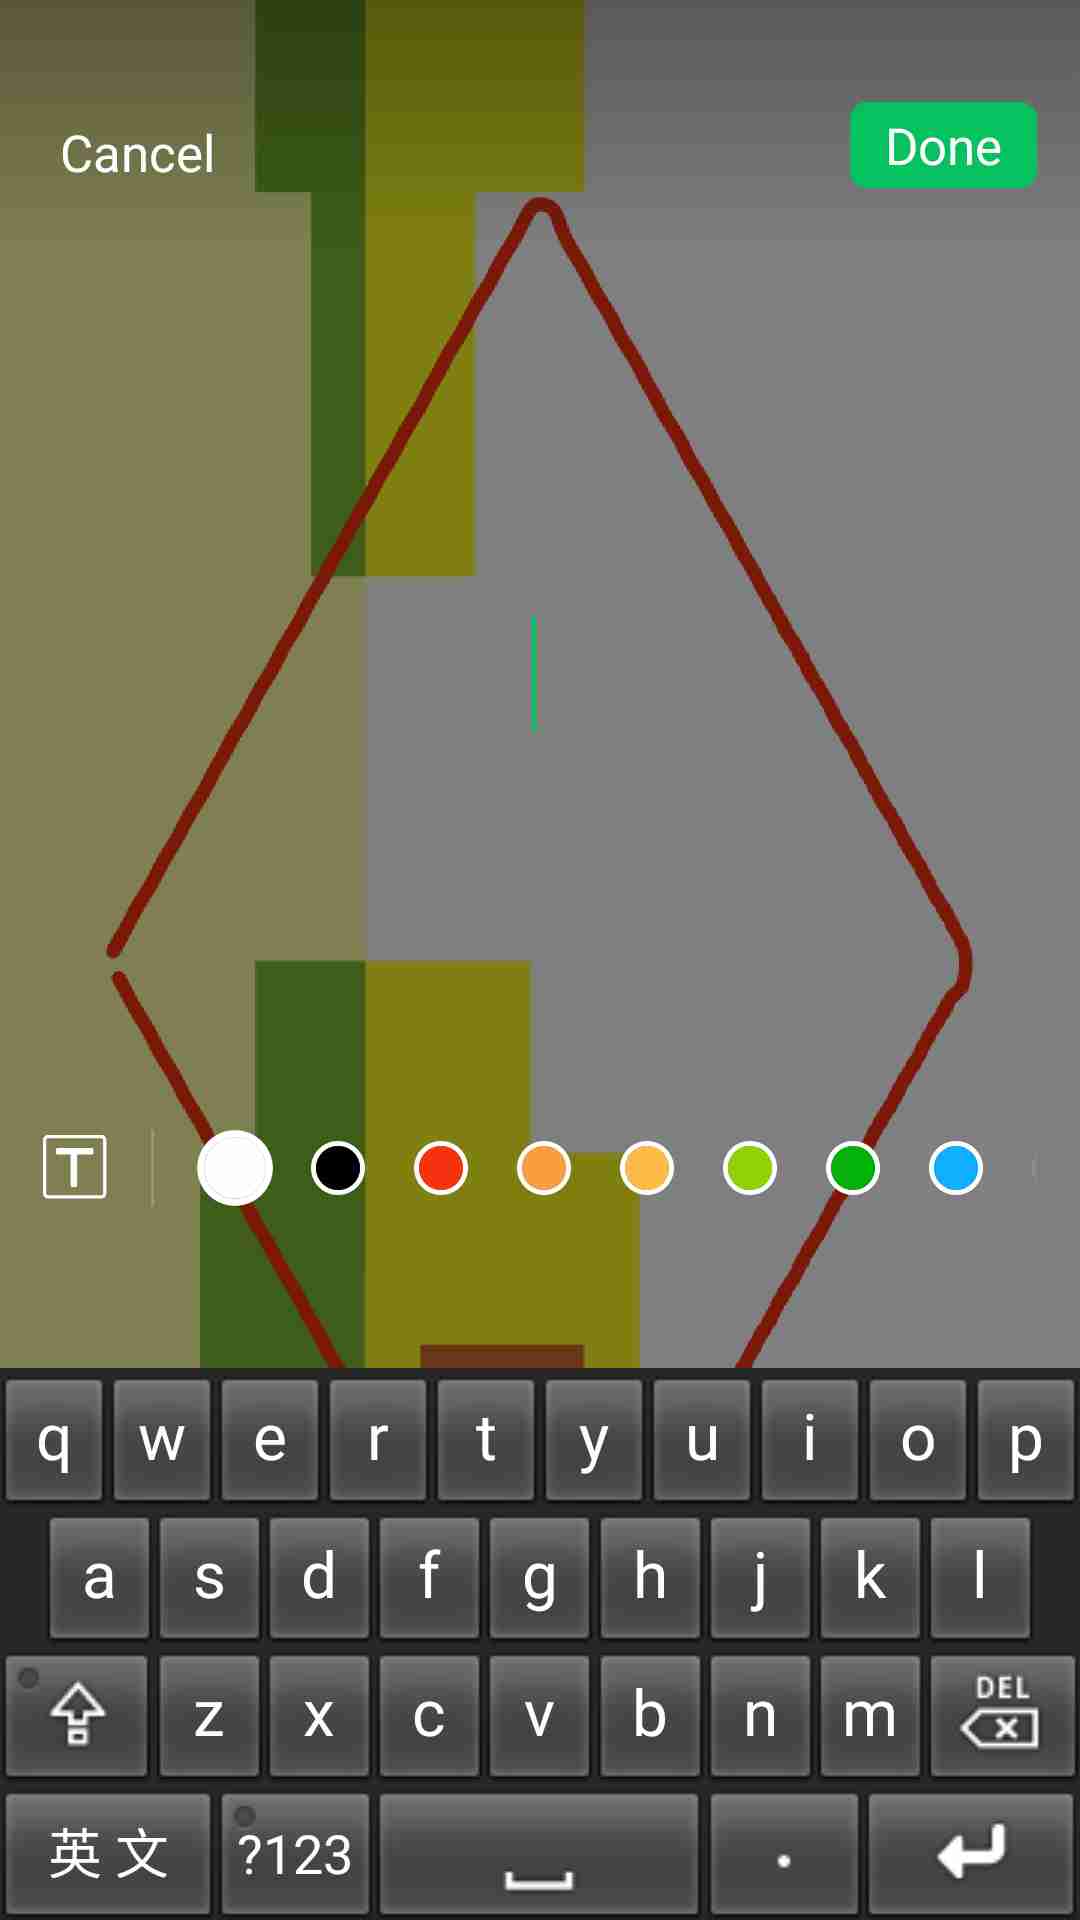 Cancel
Done
T
q w e r t y u i o p
a s d f g h j k l
z x c v b n m DEL
英文 ?123 .